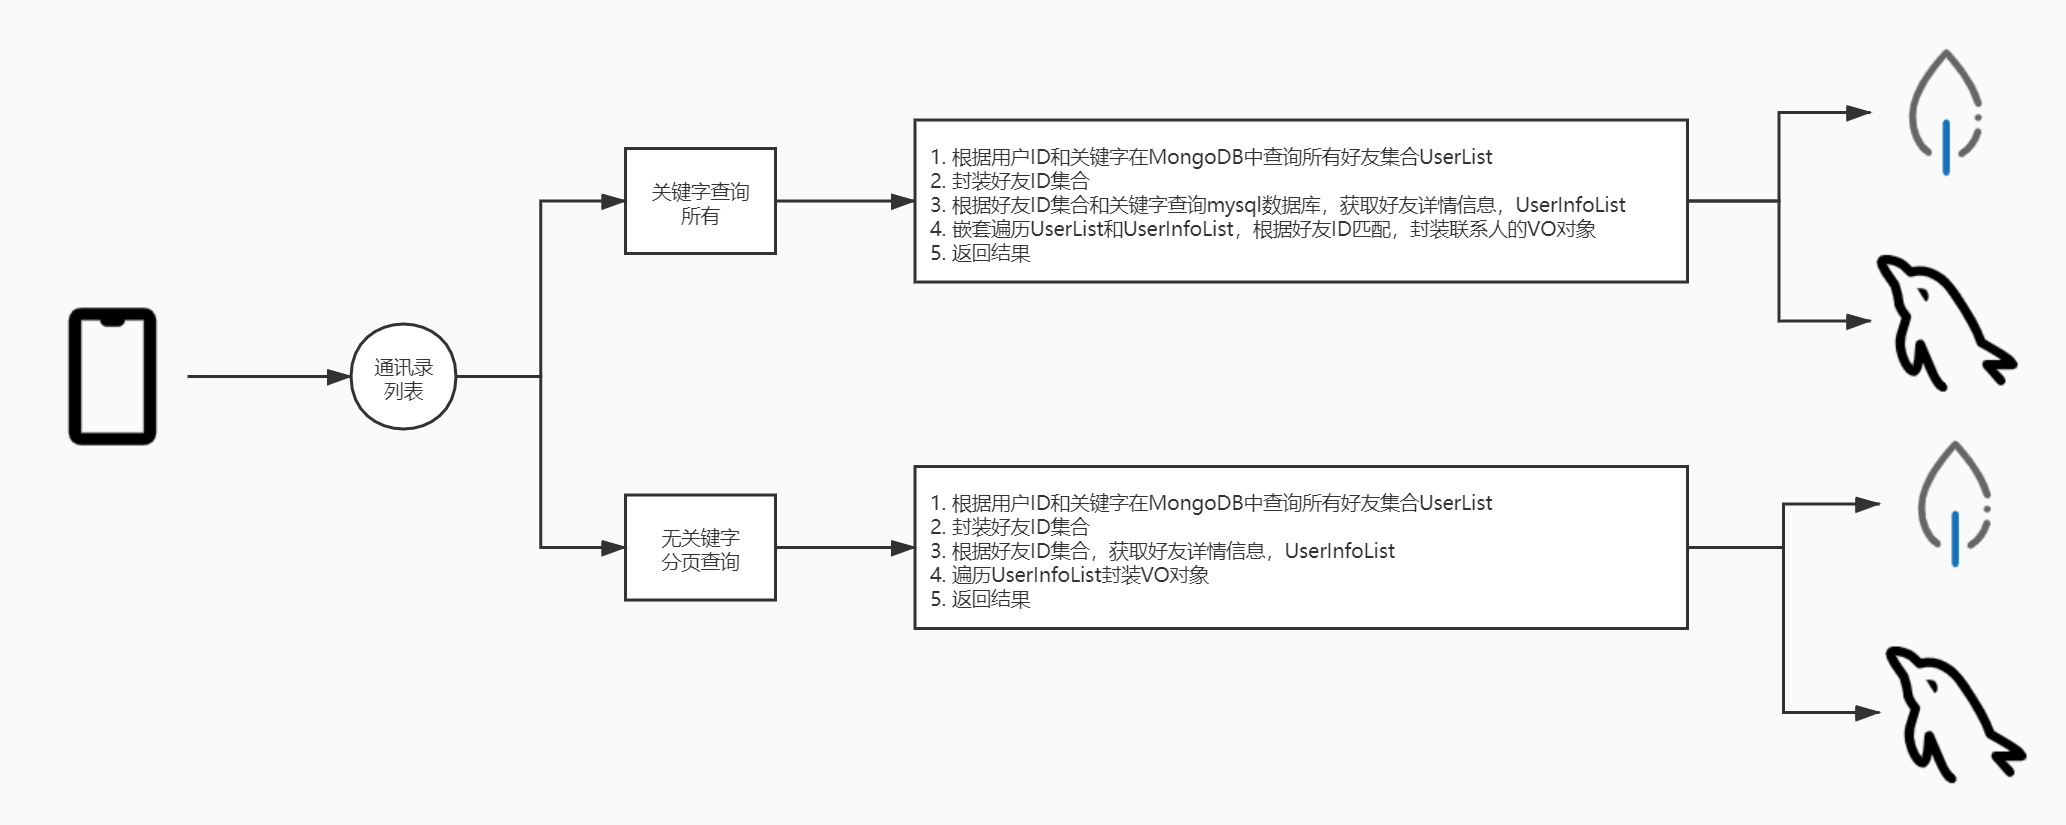 通讯录
列表
关键字查询
所有
1. 根据用户ID和关键字在MongoDB中查询所有好友集合UserList
2. 封装好友ID集合
3. 根据好友ID集合和关键字查询mysql数据库，获取好友详情信息，UserInfoList
4. 嵌套遍历UserList和UserInfoList，根据好友ID匹配，封装联系人的VO对象
5. 返回结果
无关键字
分页查询
1. 根据用户ID和关键字在MongoDB中查询所有好友集合UserList
2. 封装好友ID集合
3. 根据好友ID集合，获取好友详情信息，UserInfoList
4. 遍历UserInfoList封装VO对象
5. 返回结果